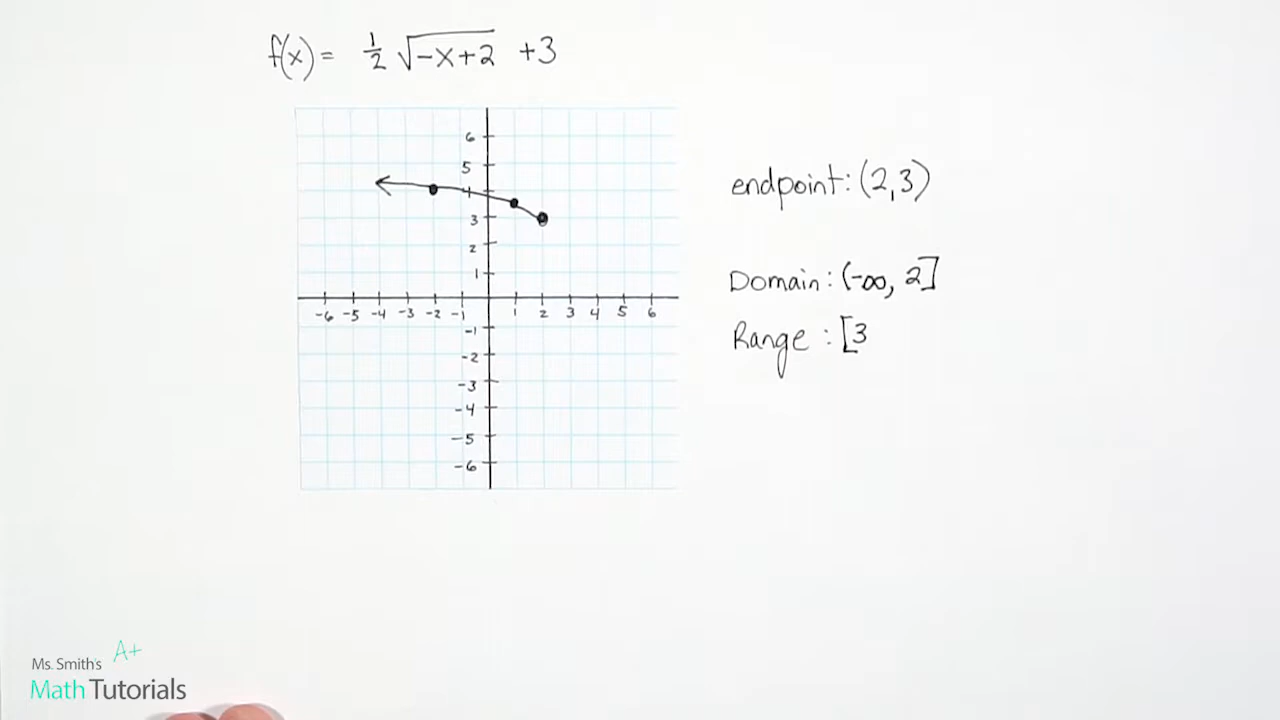 f(x) = 1/2 √(-x+2) +3
6
5
4
3
2
1
-6 -5 -4 -3 -2 -1 1 2 3 4 5 6
-1
-2
-3
-4
-5
-6
endpoint: (2,3)
Domain: (-∞, 2]
Range : [3
Ms. Smith's A+
Math Tutorials